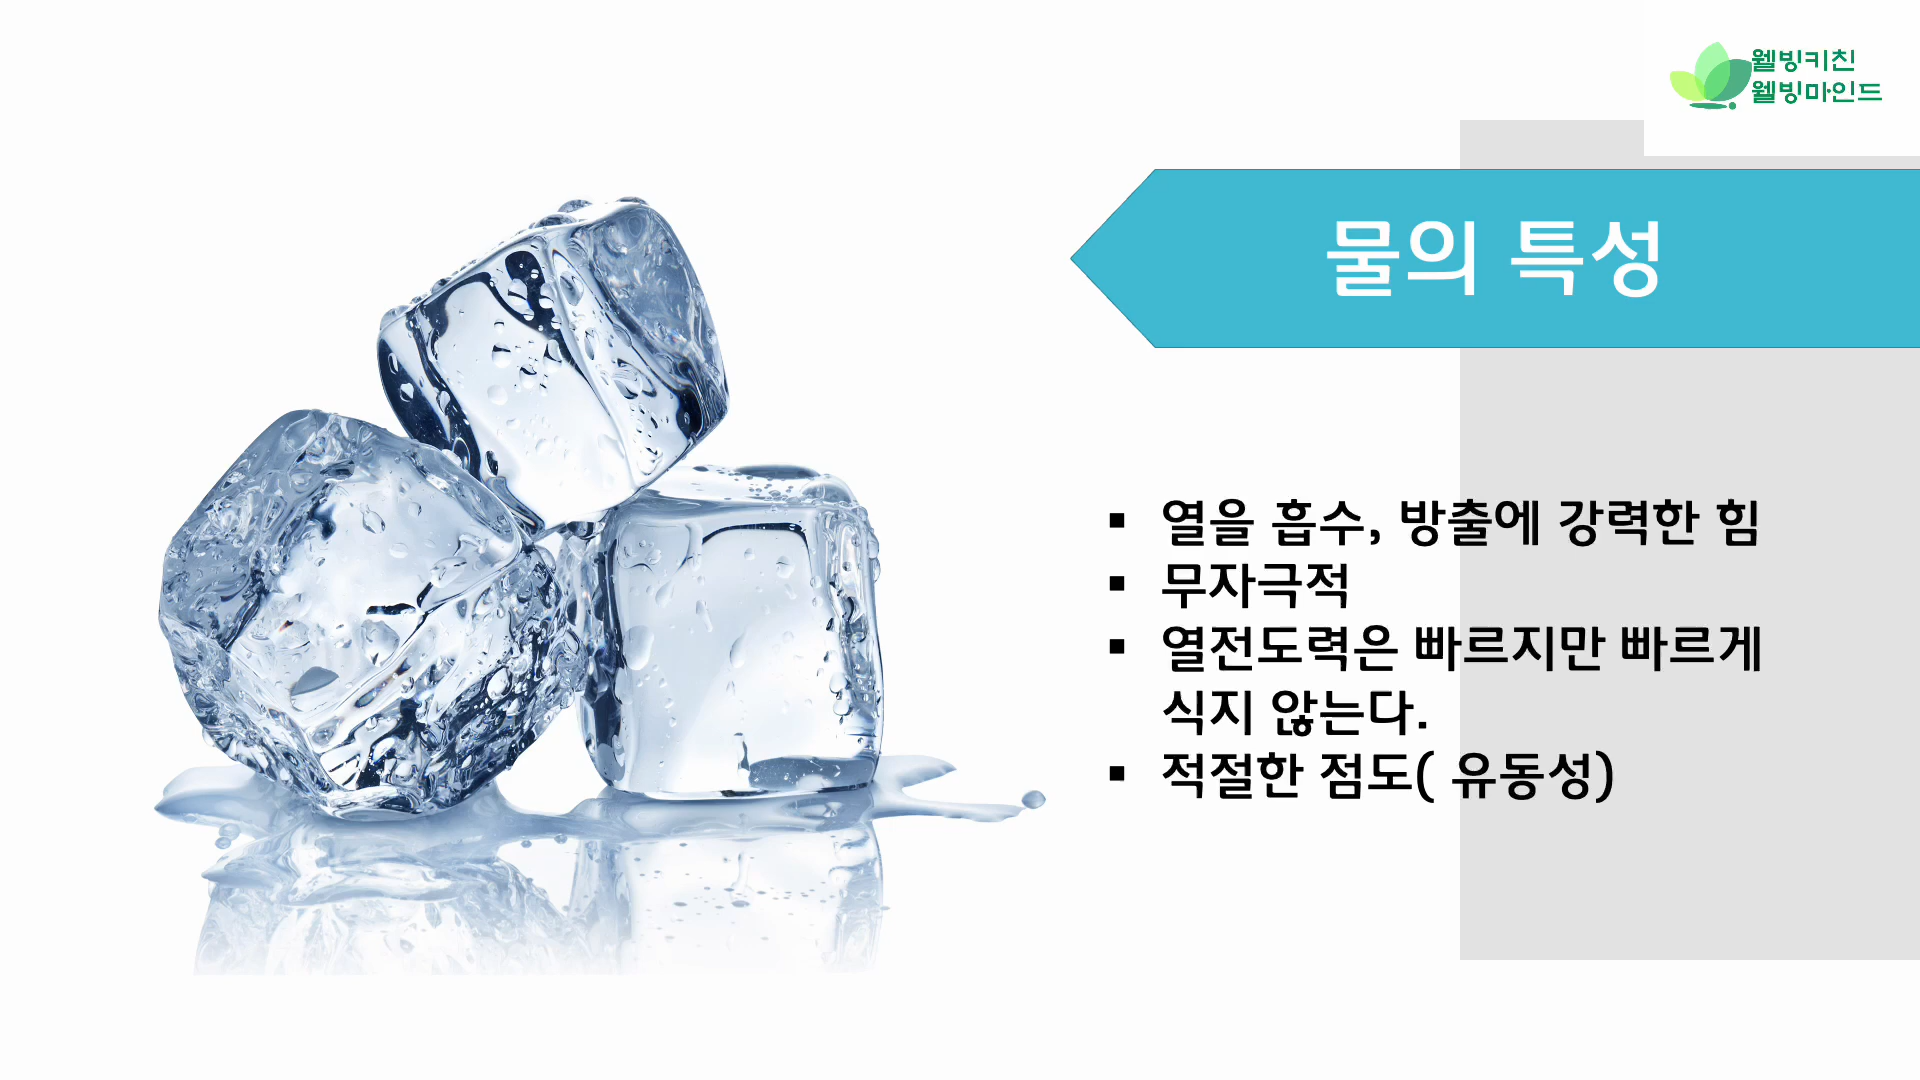 웰빙키친
웰빙마인드
물의 특성
▪ 열을 흡수, 방출에 강력한 힘
▪ 무자극적
▪ 열전도력은 빠르지만 빠르게
식지 않는다.
▪ 적절한 점도( 유동성)